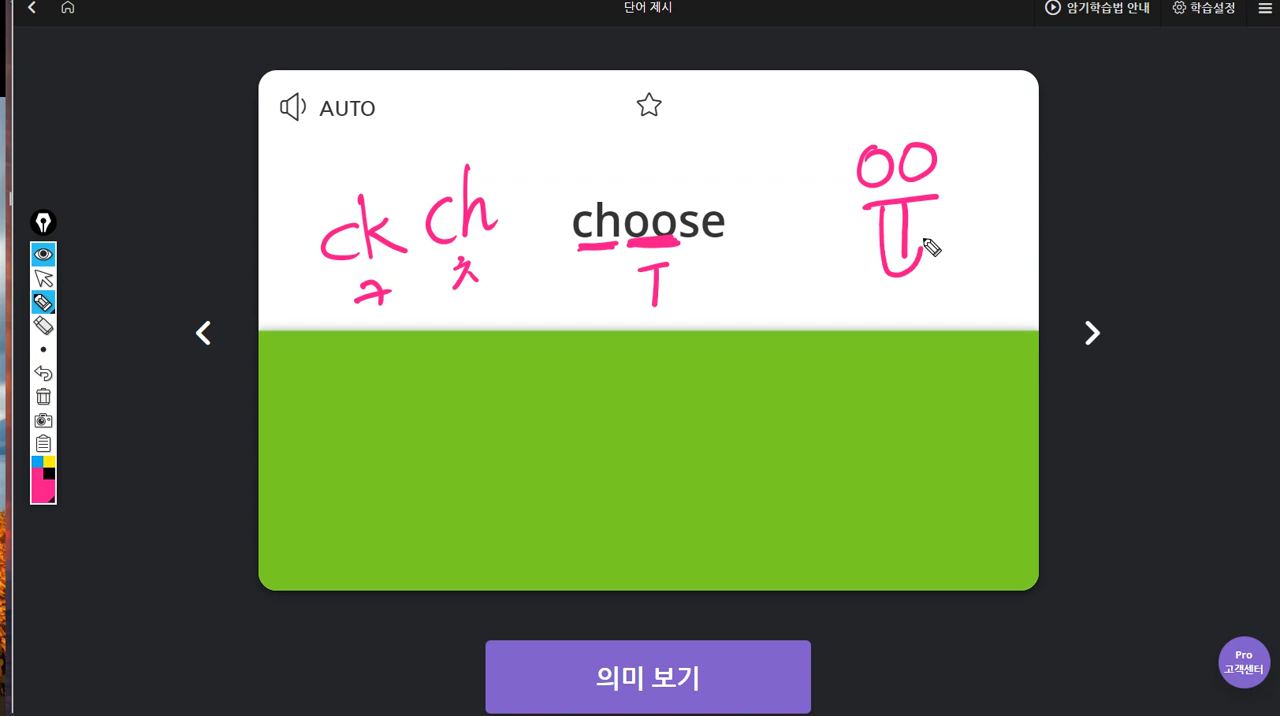 단어 제시
암기학습법 안내
학습설정
AUTO
oo
ck
ch
choose
ㅋ
ㅊ
ㅜ
의미 보기
Pro
고객센터